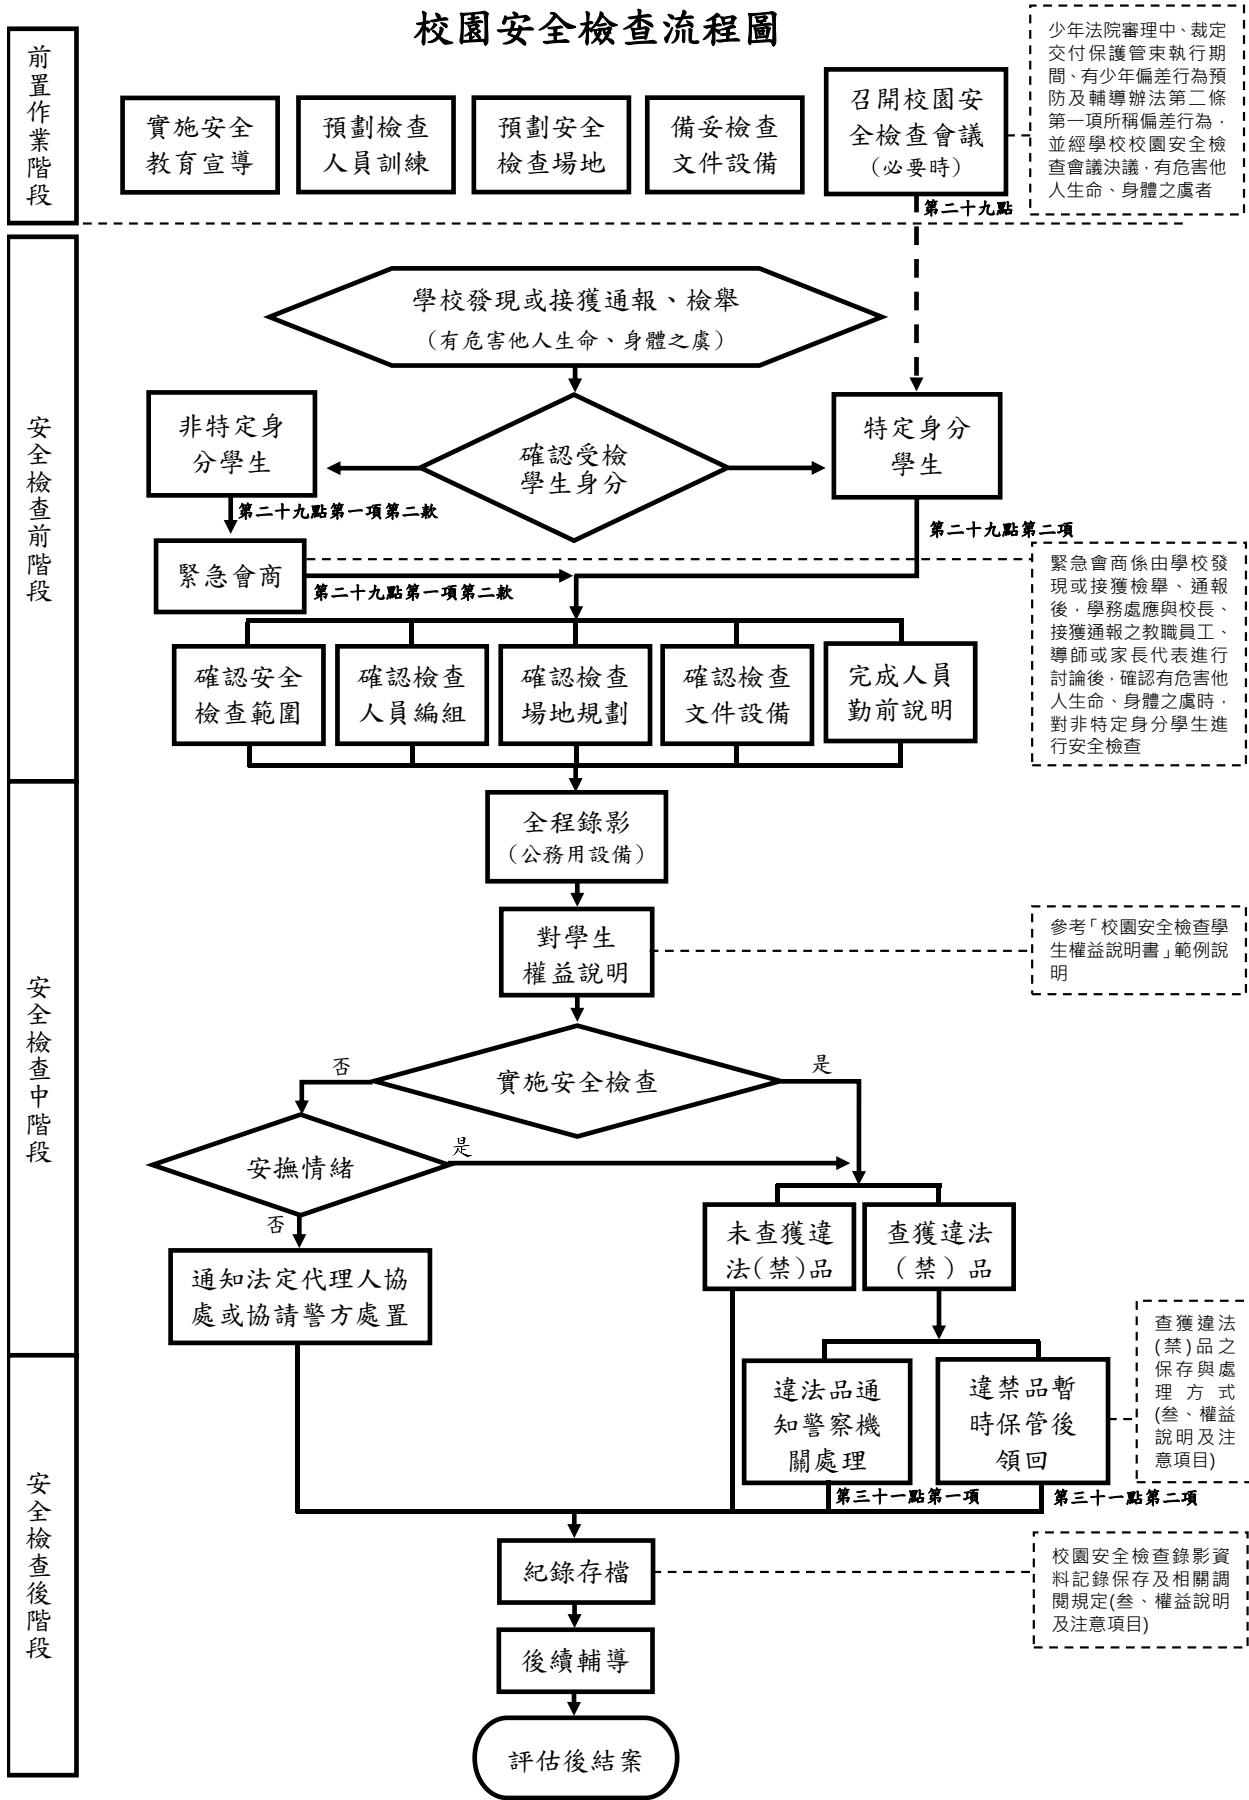 校園安全檢查流程圖
前置作業階段
實施安全
教育宣導
預劃檢查
人員訓練
預劃安全
檢查場地
備妥檢查
文件設備
召開校園安
全檢查會議
(必要時)
少年法院審理中、裁定
交付保護管束執行期
間、有少年偏差行為預
防及輔導辦法第二條
第一項所稱偏差行為，
並經學校校園安全檢
查會議決議，有危害他
人生命、身體之虞者
第二十九點
安全檢查前階段
學校發現或接獲通報、檢舉
(有危害他人生命、身體之虞)
非特定身
分學生
確認受檢
學生身分
特定身分
學生
第二十九點第一項第二款
第二十九點第二項
緊急會商
第二十九點第一項第二款
緊急會商係由學校發
現或接獲檢舉、通報
後，學務處應與校長、
接獲通報之教職員工、
導師或家長代表進行
討論後，確認有危害他
人生命、身體之虞時，
對非特定身分學生進
行安全檢查
確認安全
檢查範圍
確認檢查
人員編組
確認檢查
場地規劃
確認檢查
文件設備
完成人員
勤前說明
安全檢查中階段
全程錄影
(公務用設備)
對學生
權益說明
參考「校園安全檢查學
生權益說明書」範例說
明
實施安全檢查
否
是
安撫情緒
是
否
未查獲違
法(禁)品
查獲違法
(禁)品
通知法定代理人協
處或協請警方處置
查獲違法
(禁)品之
保存與處
理方式
(叁、權益
說明及注
意項目)
安全檢查後階段
違法品通
知警察機
關處理
違禁品暫
時保管後
領回
第三十一點第一項
第三十一點第二項
紀錄存檔
校園安全檢查錄影資
料記錄保存及相關調
閱規定(叁、權益說明
及注意項目)
後續輔導
評估後結案